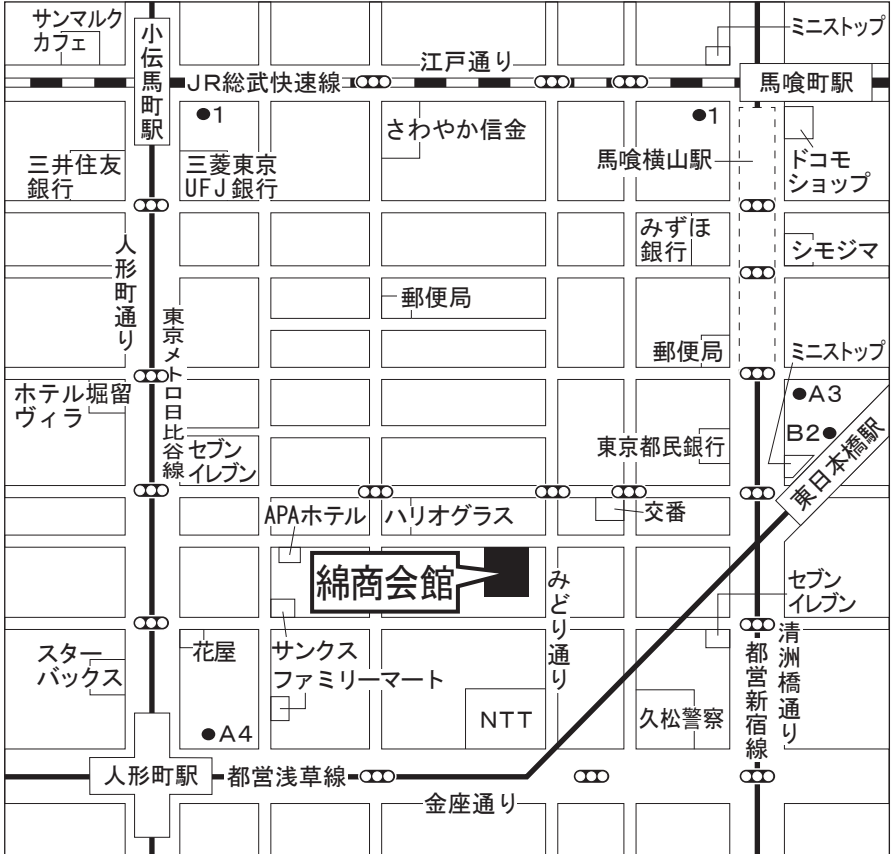 サンマルク
カフェ
小伝馬町駅
ミニストップ
江戸通り
JR総武快速線
馬喰町駅
1
1
さわやか信金
三井住友
銀行
三菱東京
UFJ銀行
馬喰横山駅
ドコモ
ショップ
人形町通り
みずほ
銀行
シモジマ
郵便局
東京メトロ日比谷線
郵便局
ミニストップ
ホテル堀留
ヴィラ
A3
B2
東日本橋駅
セブン
イレブン
東京都民銀行
APAホテル
ハリオグラス
交番
綿商会館
みどり通り
セブン
イレブン
スター
バックス
花屋
サンクス
ファミリーマート
都営新宿線
清洲橋通り
NTT
久松警察
A4
人形町駅
都営浅草線
金座通り